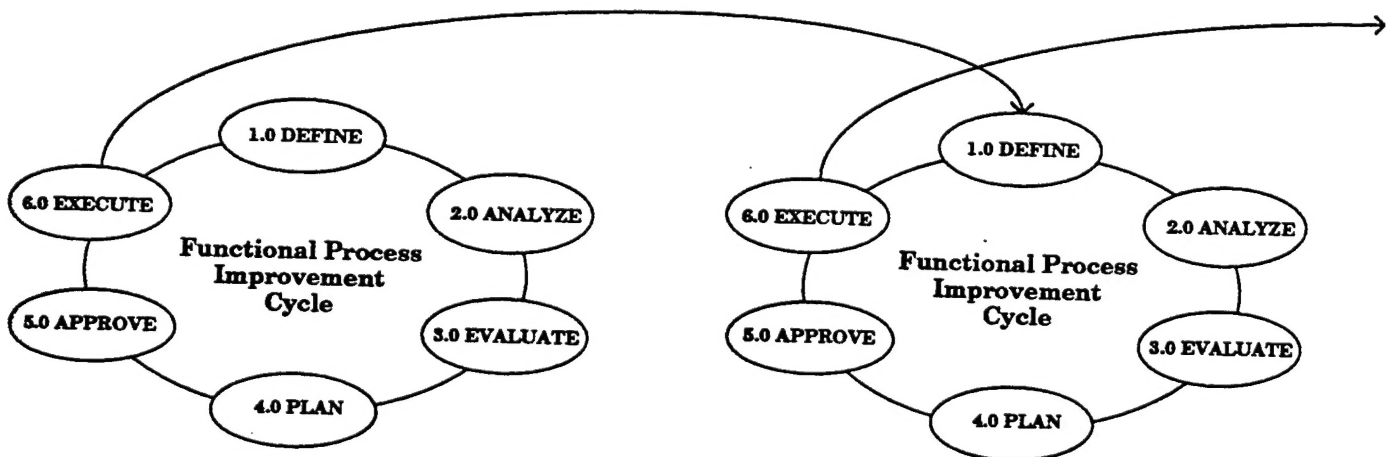 1.0 DEFINE
6.0 EXECUTE
2.0 ANALYZE
Functional Process
Improvement
Cycle
5.0 APPROVE
3.0 EVALUATE
4.0 PLAN
1.0 DEFINE
6.0 EXECUTE
2.0 ANALYZE
Functional Process
Improvement
Cycle
5.0 APPROVE
3.0 EVALUATE
4.0 PLAN